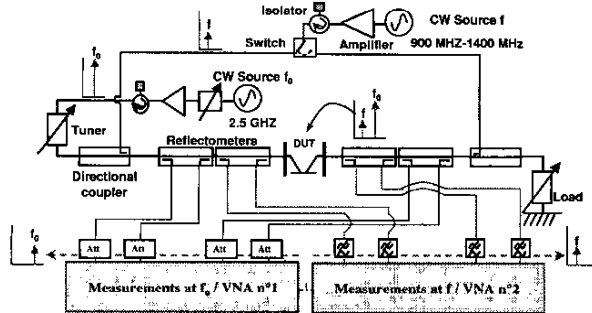 Isolator
CW Source f
f
Switch
Amplifier
900 MHZ-1400 MHz
f₀
CW Source f₀
2.5 GHZ
f
f₀
Tuner
Reflectometers
DUT
Directional
coupler
Load
f₀
Att
Att
Att
Att
f
Measurements at f₀ / VNA n°1
Measurements at f / VNA n°2